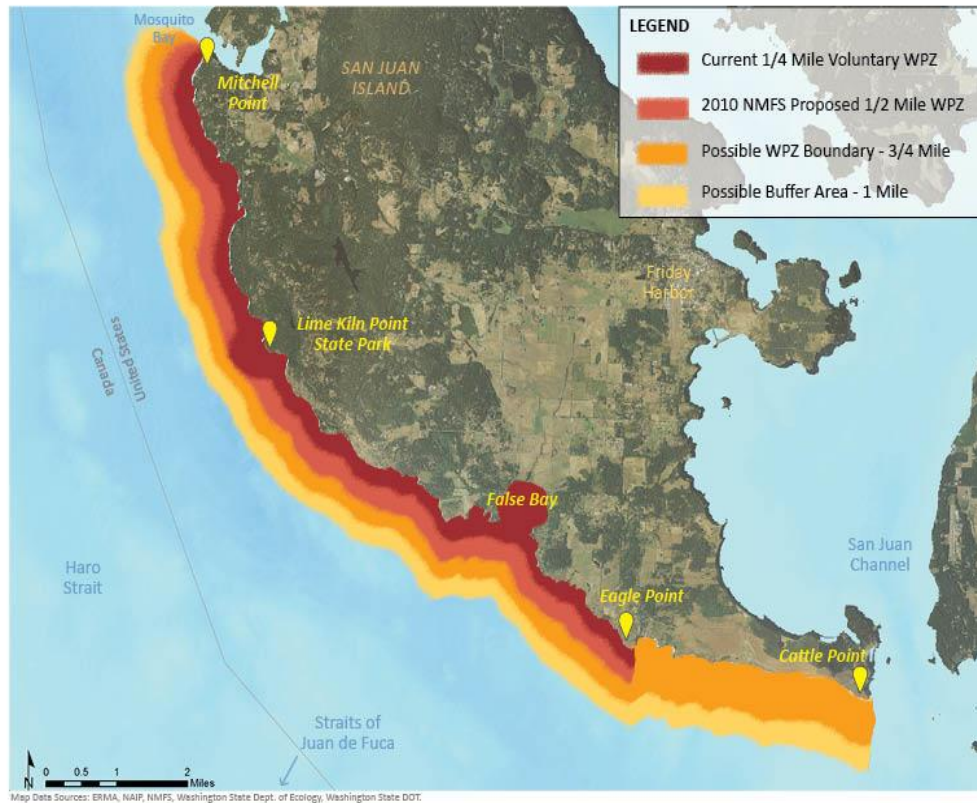 Mosquito
Bay
Mitchell
Point
SAN JUAN
ISLAND
LEGEND
Current 1/4 Mile Voluntary WPZ
2010 NMFS Proposed 1/2 Mile WPZ
Possible WPZ Boundary - 3/4 Mile
Possible Buffer Area - 1 Mile
Friday
Harbor
Lime Kiln Point
State Park
United States
Canada
False Bay
Haro
Strait
San Juan
Channel
Eagle Point
Cattle Point
Straits of
Juan de Fuca
N
0 0.5 1 2
Miles
Map Data Sources: ERMA, NAIP, NMFS, Washington State Dept. of Ecology, Washington State DOT.